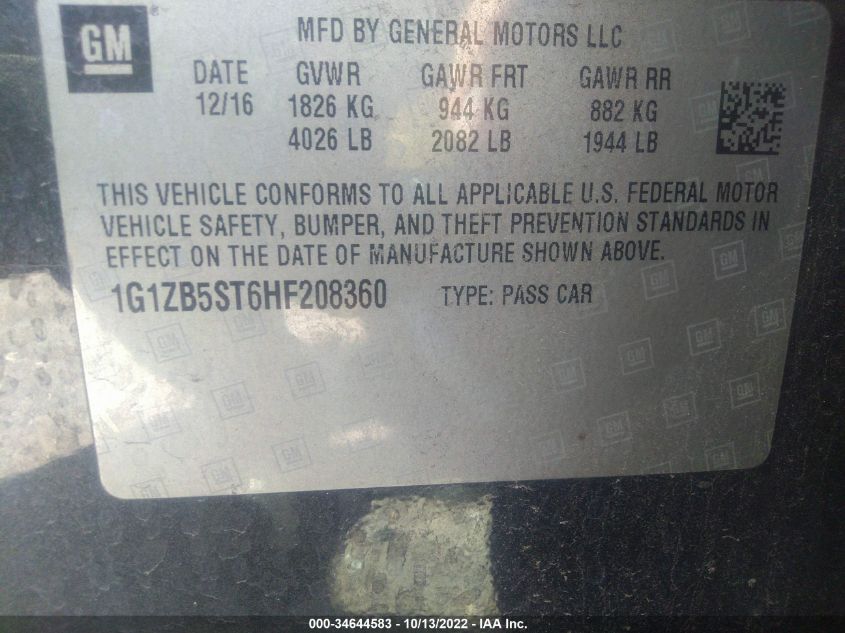 GM ®
MFD BY GENERAL MOTORS LLC
DATE GVWR GAWR FRT GAWR RR
12/16 1826 KG 944 KG 882 KG
4026 LB 2082 LB 1944 LB
THIS VEHICLE CONFORMS TO ALL APPLICABLE U.S. FEDERAL MOTOR
VEHICLE SAFETY, BUMPER, AND THEFT PREVENTION STANDARDS IN
EFFECT ON THE DATE OF MANUFACTURE SHOWN ABOVE.
1G1ZB5ST6HF208360 TYPE: PASS CAR
000-34644583 - 10/13/2022 - IAA Inc.